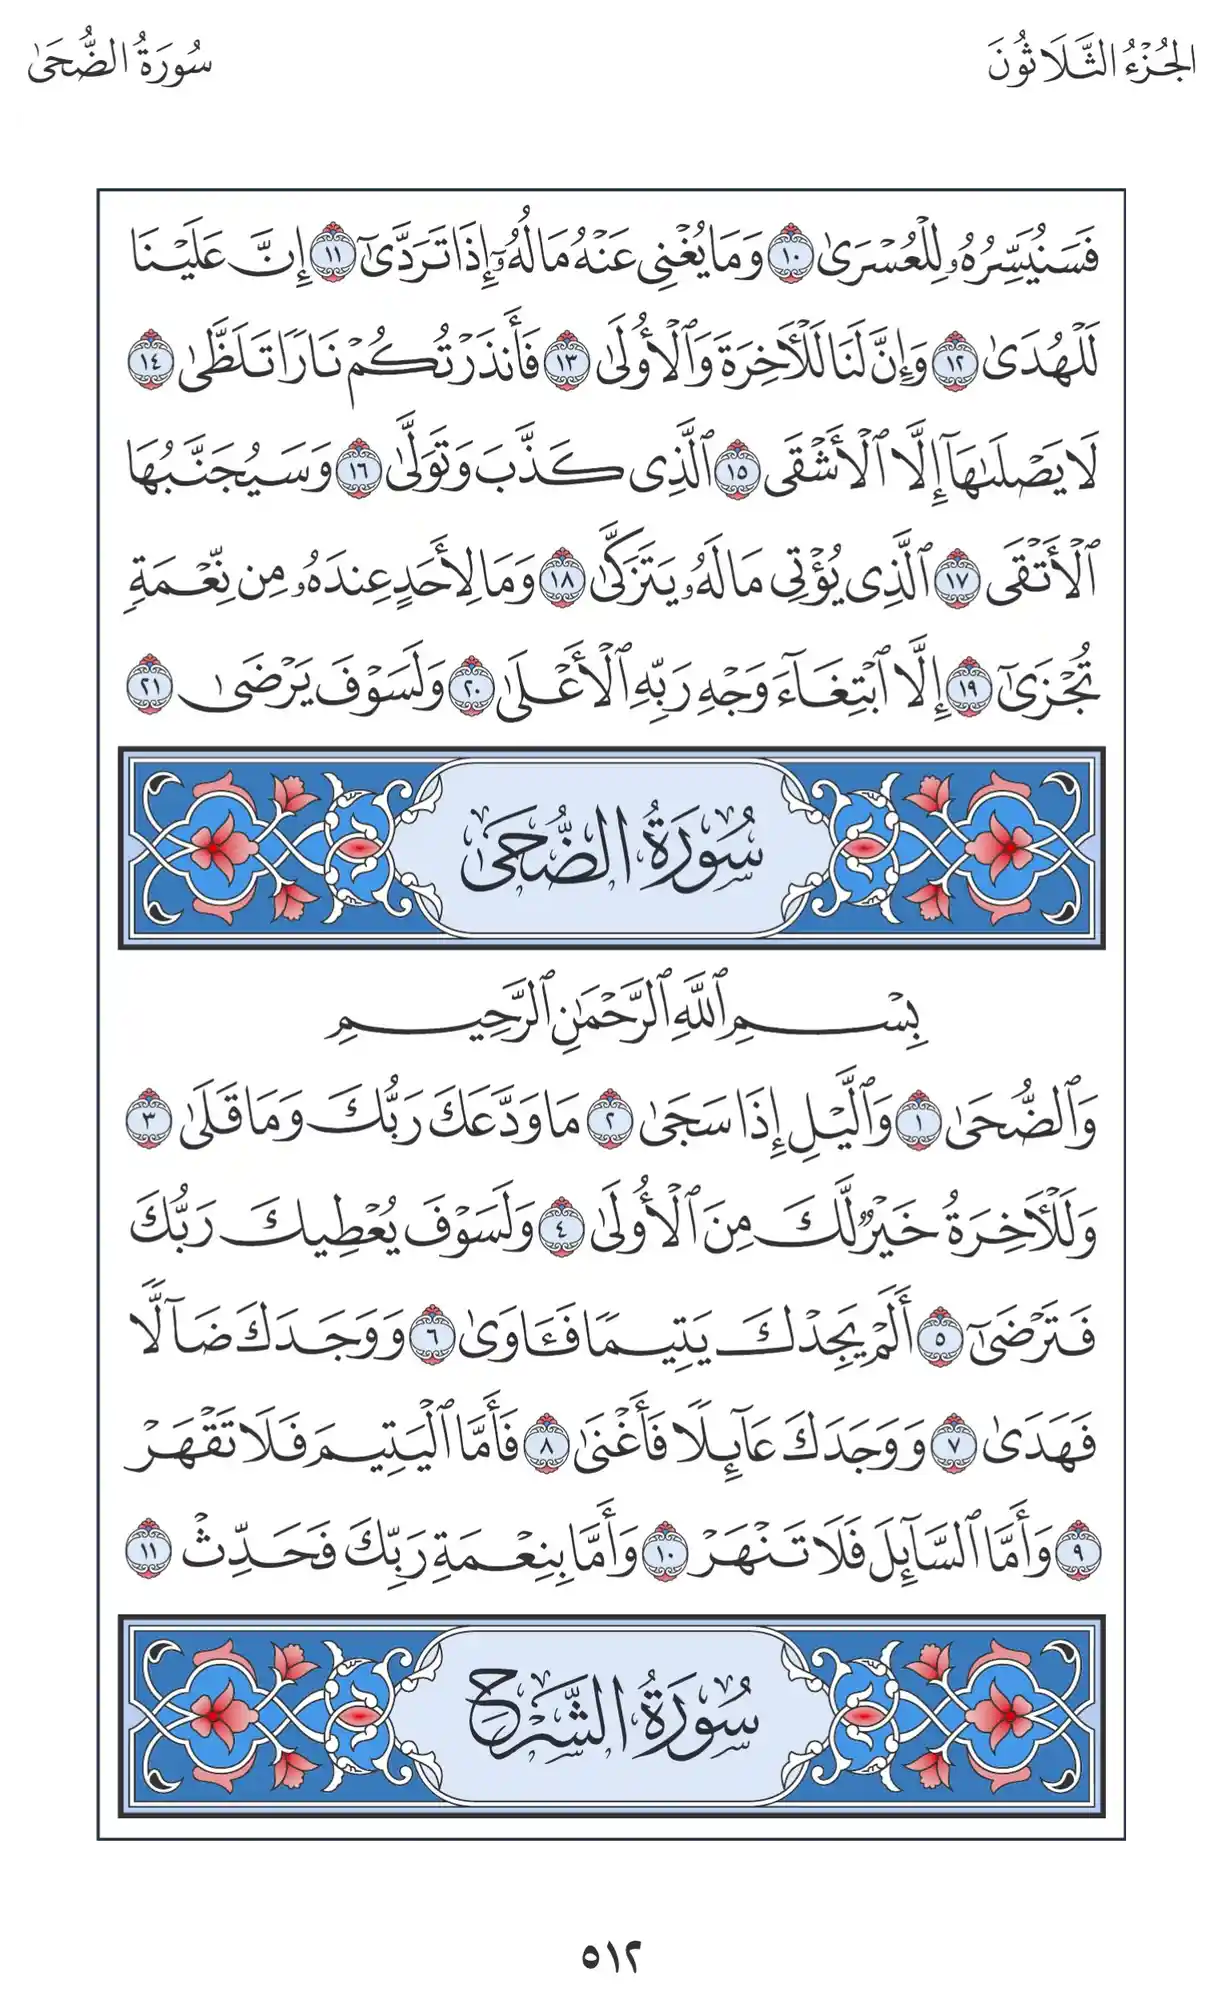 الجُزْءُ الثَّلَاثُونَ
سُورَةُ الضُّحَىٰ
فَسَنُيَسِّرُهُۥ لِلْعُسْرَىٰ ١٠ وَمَا يُغْنِى عَنْهُ مَالُهُۥٓ إِذَا تَرَدَّىٰٓ ١١ إِنَّ عَلَيْنَا
لَلْهُدَىٰ ١٢ وَإِنَّ لَنَا لَلْأَخِرَةَ وَٱلْأُولَىٰ ١٣ فَأَنذَرْتُكُمْ نَارًا تَلَظَّىٰ ١٤
لَا يَصْلَىٰهَآ إِلَّا ٱلْأَشْقَى ١٥ ٱلَّذِى كَذَّبَ وَتَوَلَّىٰ ١٦ وَسَيُجَنَّبُهَا
ٱلْأَتْقَى ١٧ ٱلَّذِى يُؤْتِى مَالَهُۥ يَتَزَكَّىٰ ١٨ وَمَا لِأَحَدٍ عِندَهُۥ مِن نِّعْمَةٍ
تُجْزَىٰٓ ١٩ إِلَّا ٱبْتِغَآءَ وَجْهِ رَبِّهِ ٱلْأَعْلَىٰ ٢٠ وَلَسَوْفَ يَرْضَىٰ ٢١
سُورَةُ الضُّحَىٰ
بِسْمِ ٱللَّهِ ٱلرَّحْمَٰنِ ٱلرَّحِيمِ
وَٱلضُّحَىٰ ١ وَٱلَّيْلِ إِذَا سَجَىٰ ٢ مَا وَدَّعَكَ رَبُّكَ وَمَا قَلَىٰ ٣
وَلَلْأَخِرَةُ خَيْرٌ لَّكَ مِنَ ٱلْأُولَىٰ ٤ وَلَسَوْفَ يُعْطِيكَ رَبُّكَ
فَتَرْضَىٰٓ ٥ أَلَمْ يَجِدْكَ يَتِيمًا فَـَٔاوَىٰ ٦ وَوَجَدَكَ ضَآلًّا
فَهَدَىٰ ٧ وَوَجَدَكَ عَآئِلًا فَأَغْنَىٰ ٨ فَأَمَّا ٱلْيَتِيمَ فَلَا تَقْهَرْ
٩ وَأَمَّا ٱلسَّآئِلَ فَلَا تَنْهَرْ ١٠ وَأَمَّا بِنِعْمَةِ رَبِّكَ فَحَدِّثْ ١١
سُورَةُ الشَّرْحِ
٥١٢